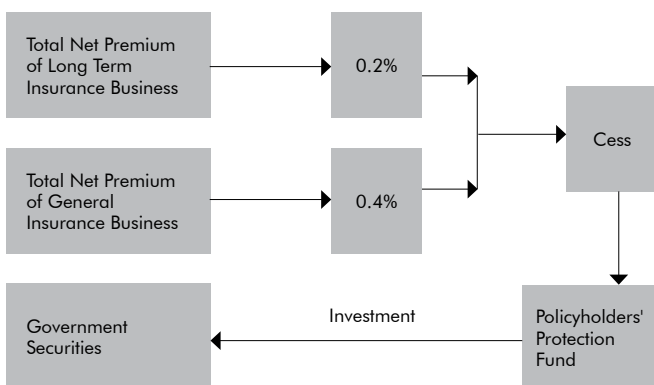 Total Net Premium
of Long Term
Insurance Business
0.2%
Total Net Premium
of General
Insurance Business
0.4%
Cess
Government
Securities
Investment
Policyholders'
Protection
Fund